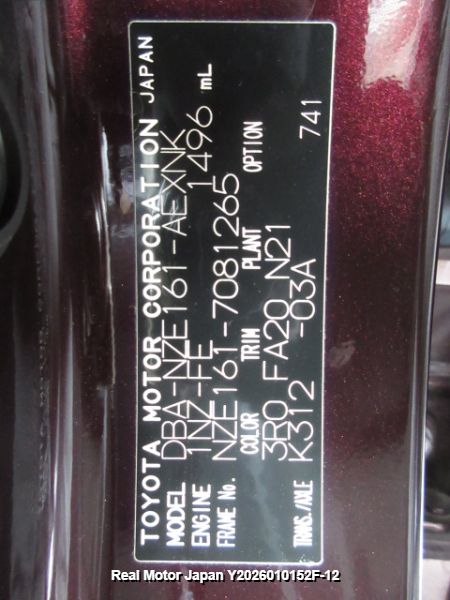 TOYOTA MOTOR CORPORATION JAPAN
MODEL DBA-NZE161-AEXNK
ENGINE 1NZ-FE 1496 mL
FRAME No. NZE161-7081265
COLOR TRIM PLANT OPTION
3R0 FA20 N21 741
TRANS./AXLE K312 -03A
Real Motor Japan Y2026010152F-12